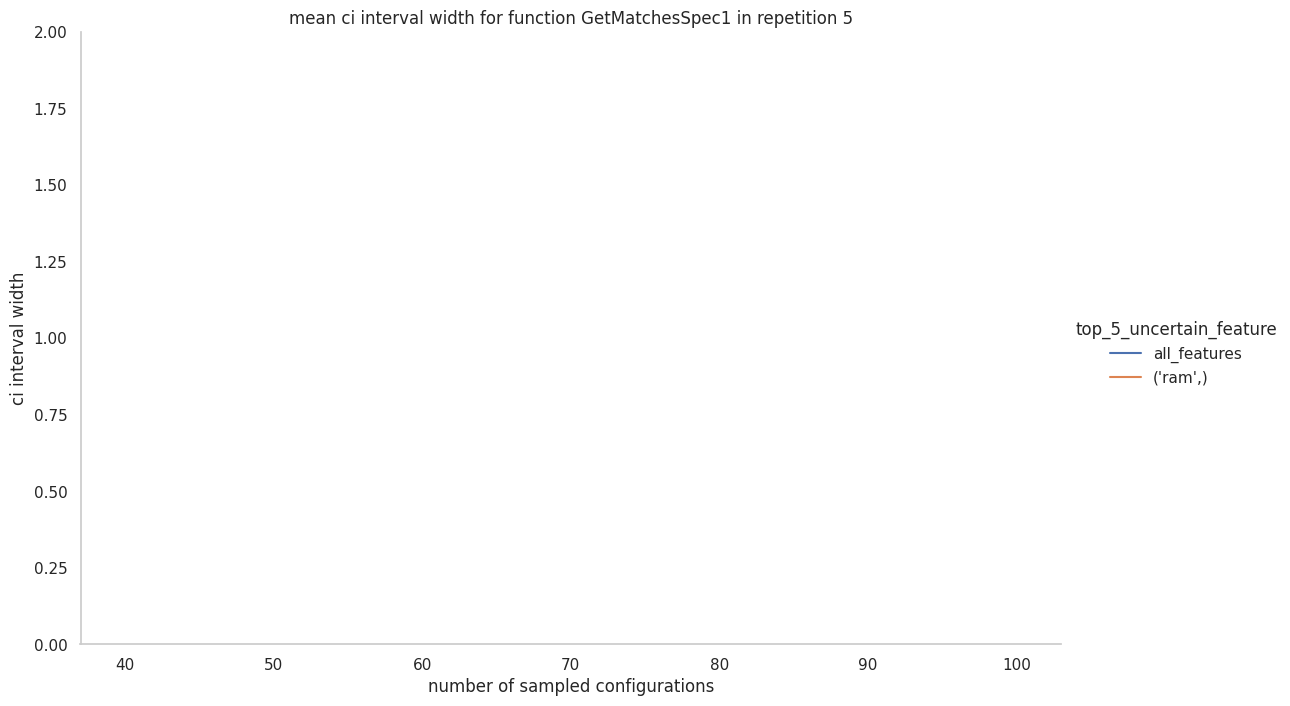 mean ci interval width for function GetMatchesSpec1 in repetition 5
2.00
1.75
1.50
1.25
1.00
0.75
0.50
0.25
0.00
ci interval width
40 50 60 70 80 90 100
number of sampled configurations
top_5_uncertain_feature
all_features
('ram',)